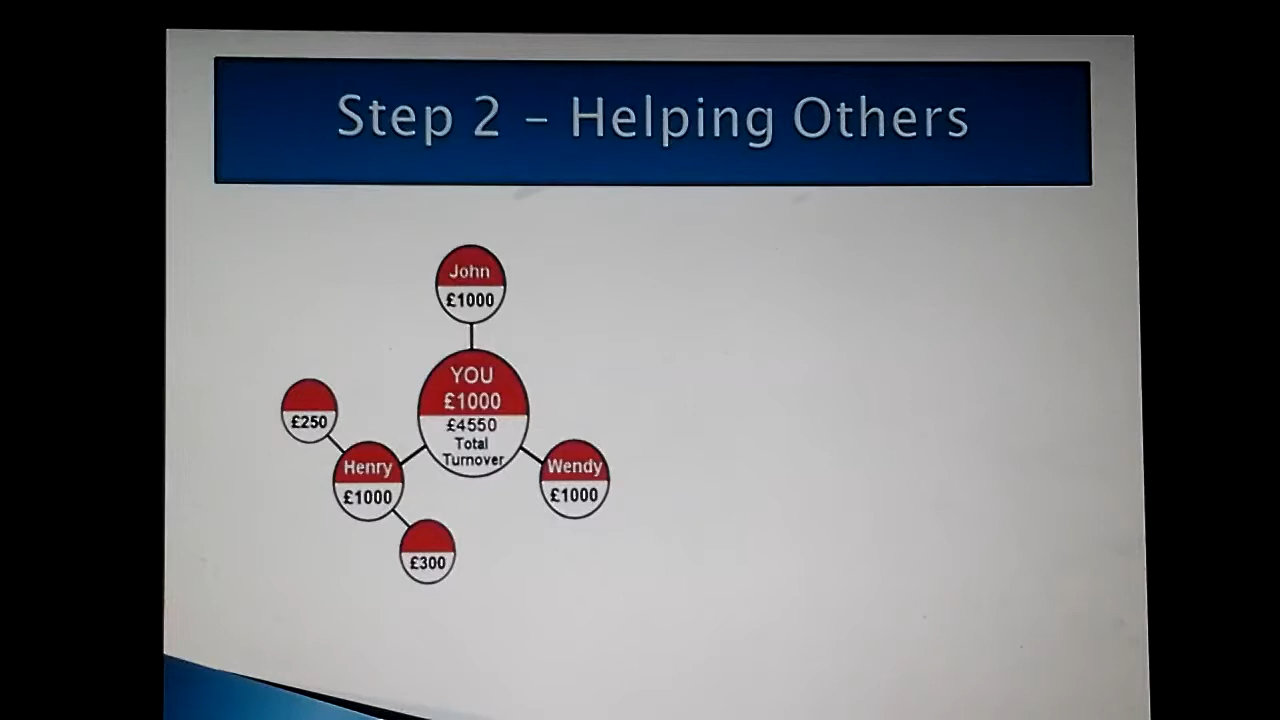 Step 2 – Helping Others
John
£1000
YOU
£1000
£4550
Total
Turnover
£250
Henry
£1000
Wendy
£1000
£300